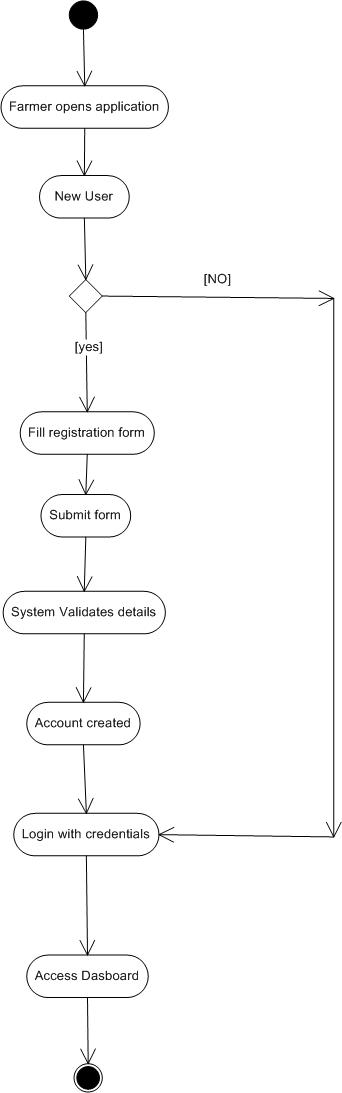 Farmer opens application
New User
[NO]
[yes]
Fill registration form
Submit form
System Validates details
Account created
Login with credentials
Access Dasboard